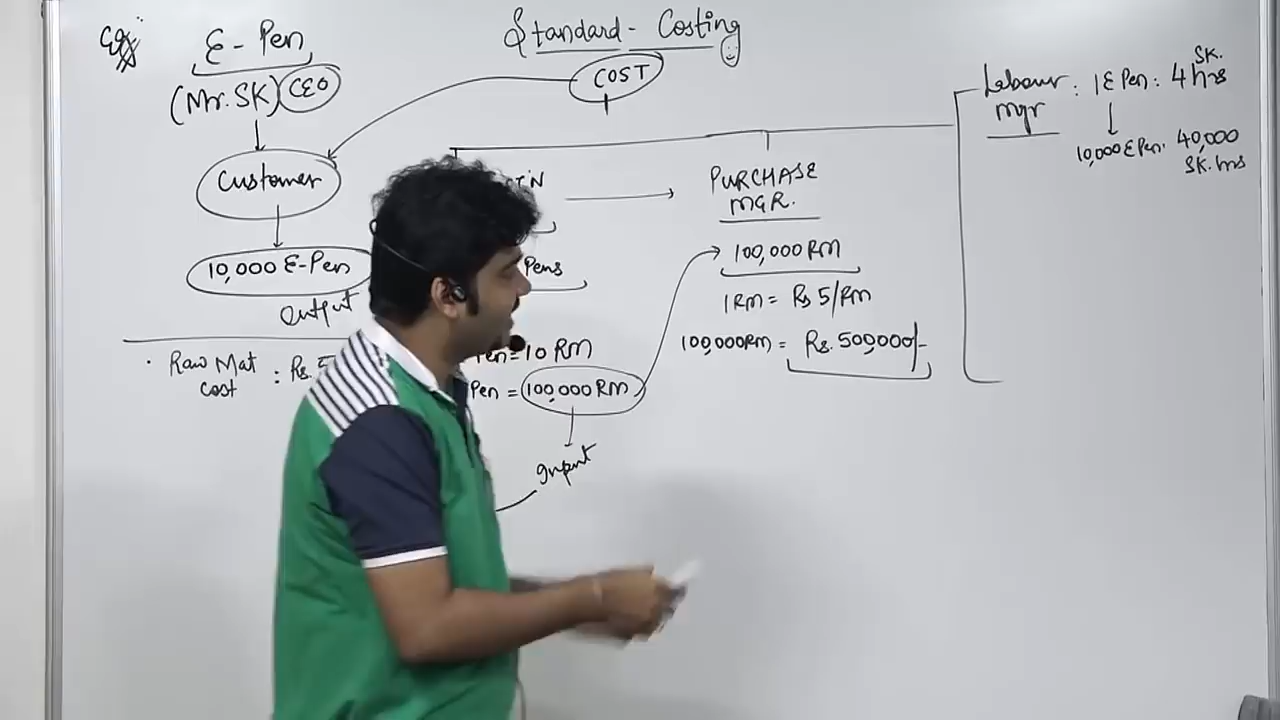 Eg:
E-Pen
(Mr. SK) CEO
Customer
10,000 E-Pen
Output
Raw Mat
cost : Rs.
Standard - Costing
COST
T'N
Pens
Pen = 10 RM
Pen = 100,000 RM
Input
PURCHASE
MGR.
100,000 RM
1 RM = Rs 5/RM
100,000 RM = Rs. 500,000/-
Labour : 1 E Pen : 4 SK. hrs
mgr
10,000 E Pen : 40,000
SK. hrs